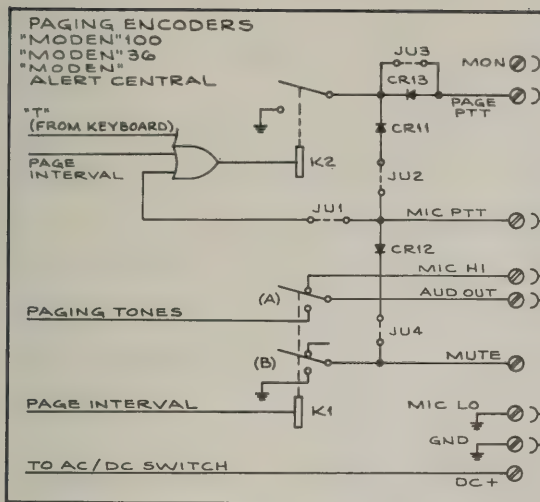 PAGING ENCODERS
"MODEN" 100
"MODEN" 36
"MODEN"
ALERT CENTRAL
JU3
MON
CR13
PAGE
PTT
"T"
(FROM KEYBOARD)
CR11
PAGE
INTERVAL
K2
JU2
JU1
MIC PTT
CR12
MIC HI
(A)
AUD OUT
PAGING TONES
JU4
(B)
MUTE
PAGE INTERVAL
K1
MIC LO
GND
TO AC/DC SWITCH
DC+